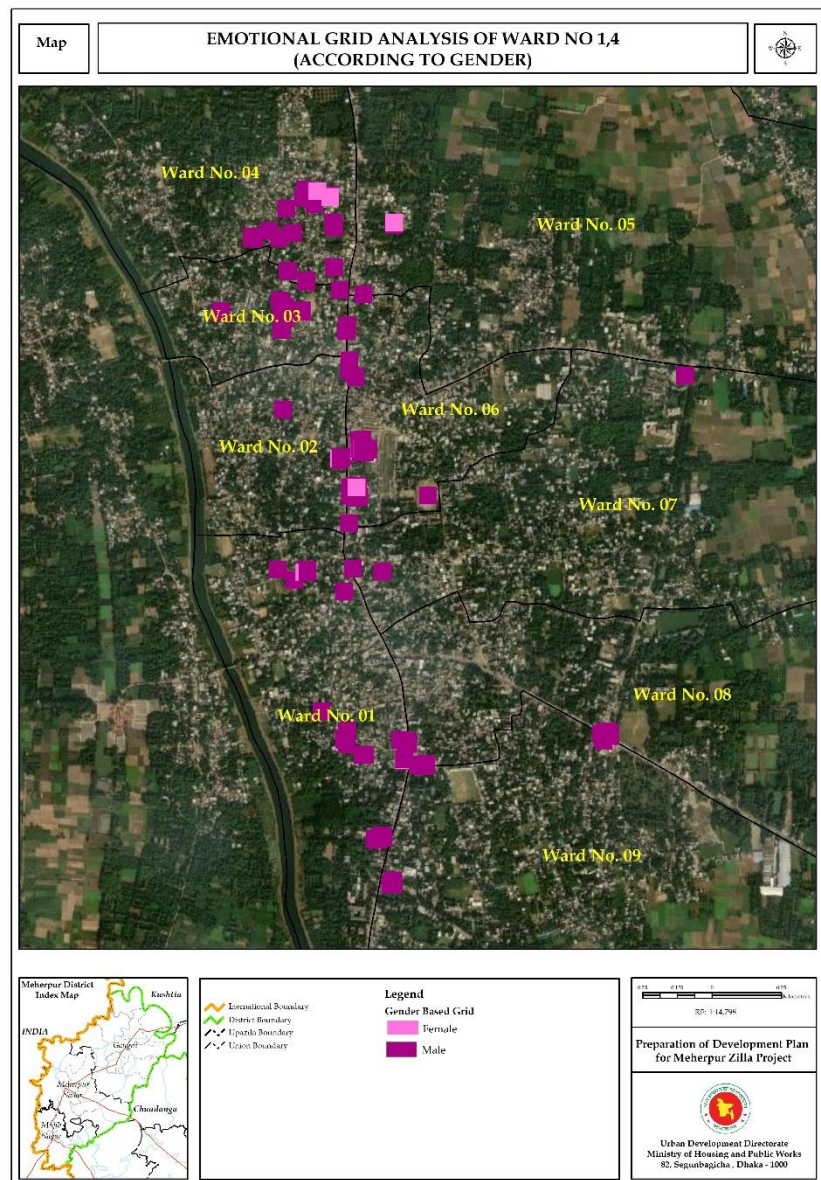 Map
EMOTIONAL GRID ANALYSIS OF WARD NO 1,4
(ACCORDING TO GENDER)
N
W
E
S
Ward No. 04
Ward No. 05
Ward No. 03
Ward No. 06
Ward No. 02
Ward No. 07
Ward No. 08
Ward No. 01
Ward No. 09
Meherpur District
Index Map
Kushtia
INDIA
Gangni
Meherpur
Sadar
Chuadanga
Mujib
Nagar
International Boundary
District Boundary
Upazila Boundary
Union Boundary
Legend
Gender Based Grid
Female
Male
0
Kilometers
RF: 1:14,798
Preparation of Development Plan
for Meherpur Zilla Project
Urban Development Directorate
Ministry of Housing and Public Works
82, Segunbagicha , Dhaka - 1000